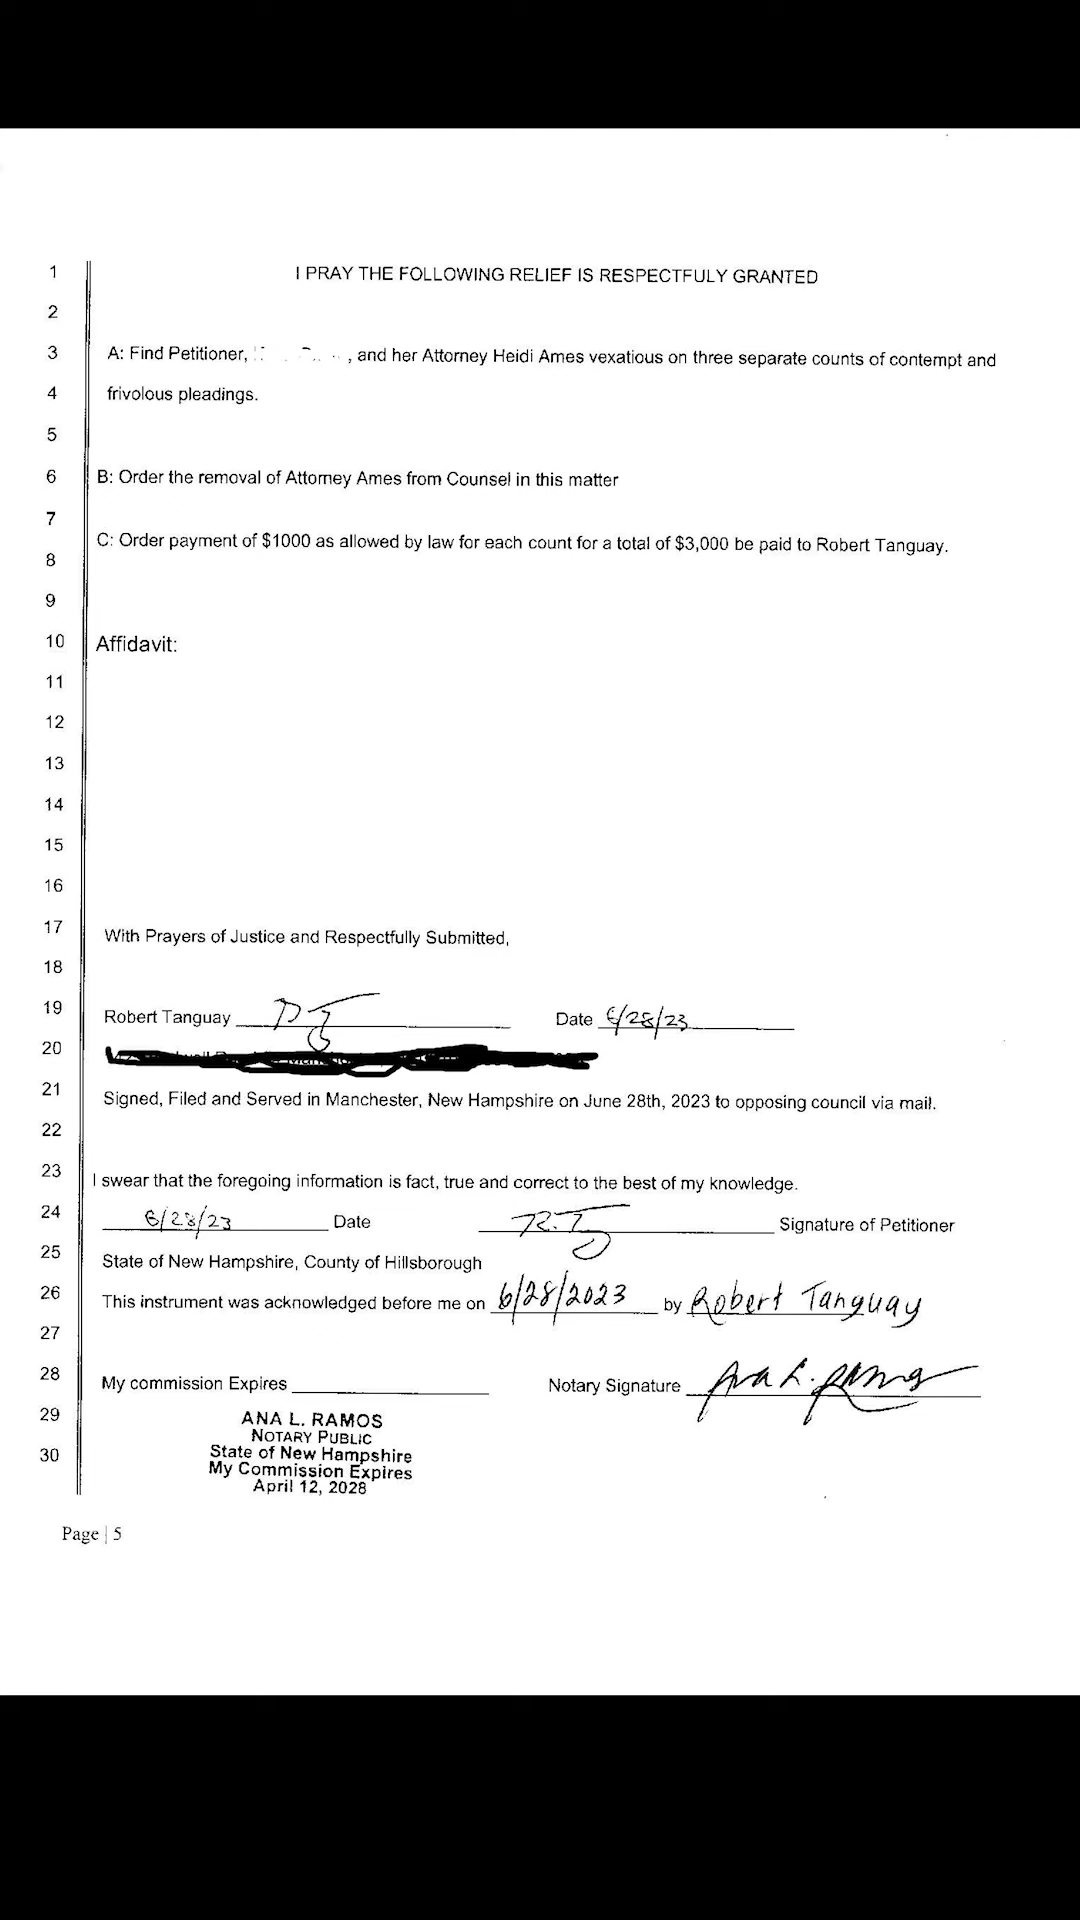 1 I PRAY THE FOLLOWING RELIEF IS RESPECTFULY GRANTED
2
3 A: Find Petitioner, , and her Attorney Heidi Ames vexatious on three separate counts of contempt and
4 frivolous pleadings.
5
6 B: Order the removal of Attorney Ames from Counsel in this matter
7
C: Order payment of $1000 as allowed by law for each count for a total of $3,000 be paid to Robert Tanguay.
8
9
10 Affidavit:
11
12
13
14
15
16
17 With Prayers of Justice and Respectfully Submitted,
18
19 Robert Tanguay R.T Date 6/28/23
20
21 Signed, Filed and Served in Manchester, New Hampshire on June 28th, 2023 to opposing council via mail.
22
23 I swear that the foregoing information is fact, true and correct to the best of my knowledge.
24 6/28/23 Date R.T Signature of Petitioner
25 State of New Hampshire, County of Hillsborough
26 This instrument was acknowledged before me on 6/28/2023 by Robert Tanguay
27
28 My commission Expires Notary Signature Ana L. Ramos
29 ANA L. RAMOS
NOTARY PUBLIC
30 State of New Hampshire
My Commission Expires
April 12, 2028
Page | 5